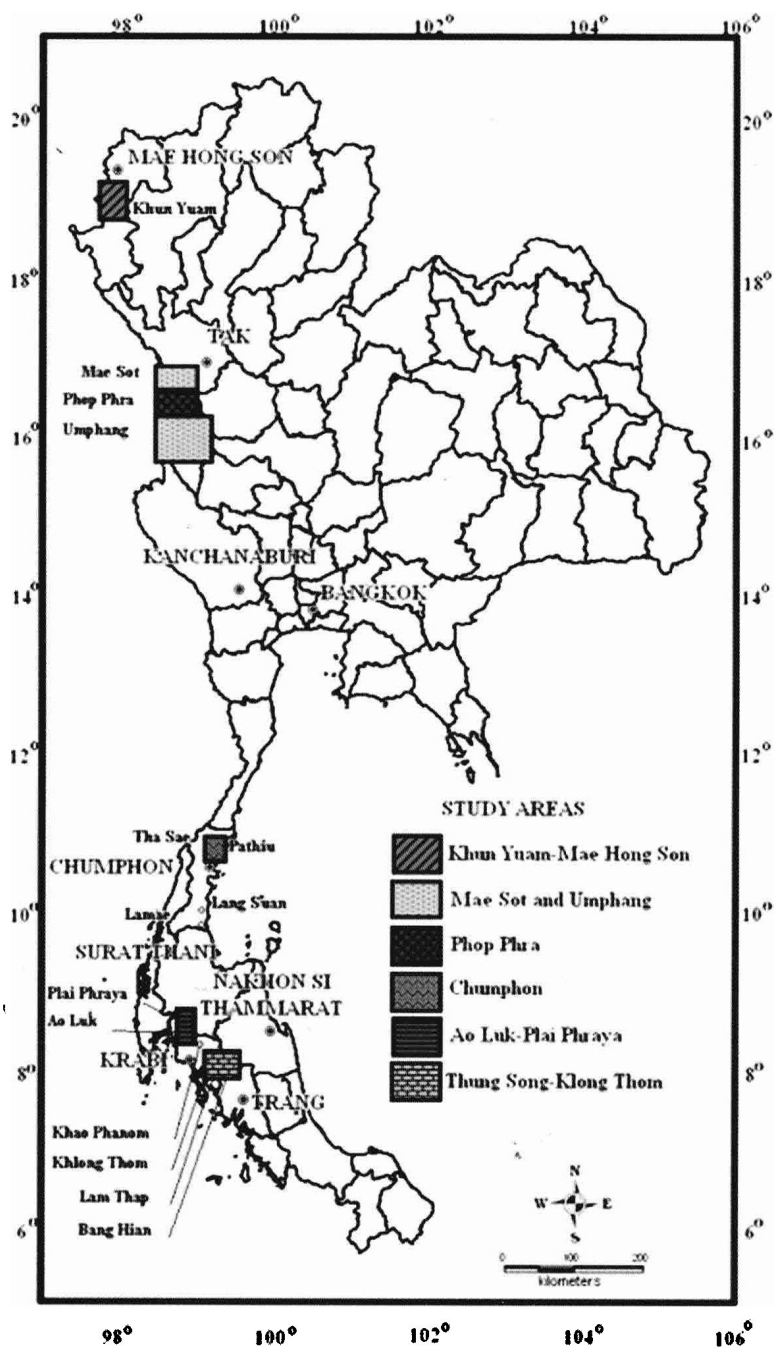 98° 100° 102° 104° 106°
20° 20°
MAE HONG SON
Khun Yuam
18° 18°
TAK
Mae Sot
Phop Phra
Umphang
16° 16°
KANCHANABURI
BANGKOK
14° 14°
12° 12°
STUDY AREAS
Khun Yuam-Mae Hong Son
Mae Sot and Umphang
Phop Phra
Chumphon
Ao Luk-Plai Phraya
Thung Song-Klong Thom
Tha Sae
Pathiu
CHUMPHON
Lang Suan
10° 10°
Lamae
SURAT THANI
NAKHON SI
THAMMARAT
Plai Phraya
Ao Luk
KRABI
8° 8°
TRANG
Khao Phanom
Khlong Thom
Lam Thap
Bang Hian
6° 6°
N
W E
S
0 100 200
kilometers
98° 100° 102° 104° 106°